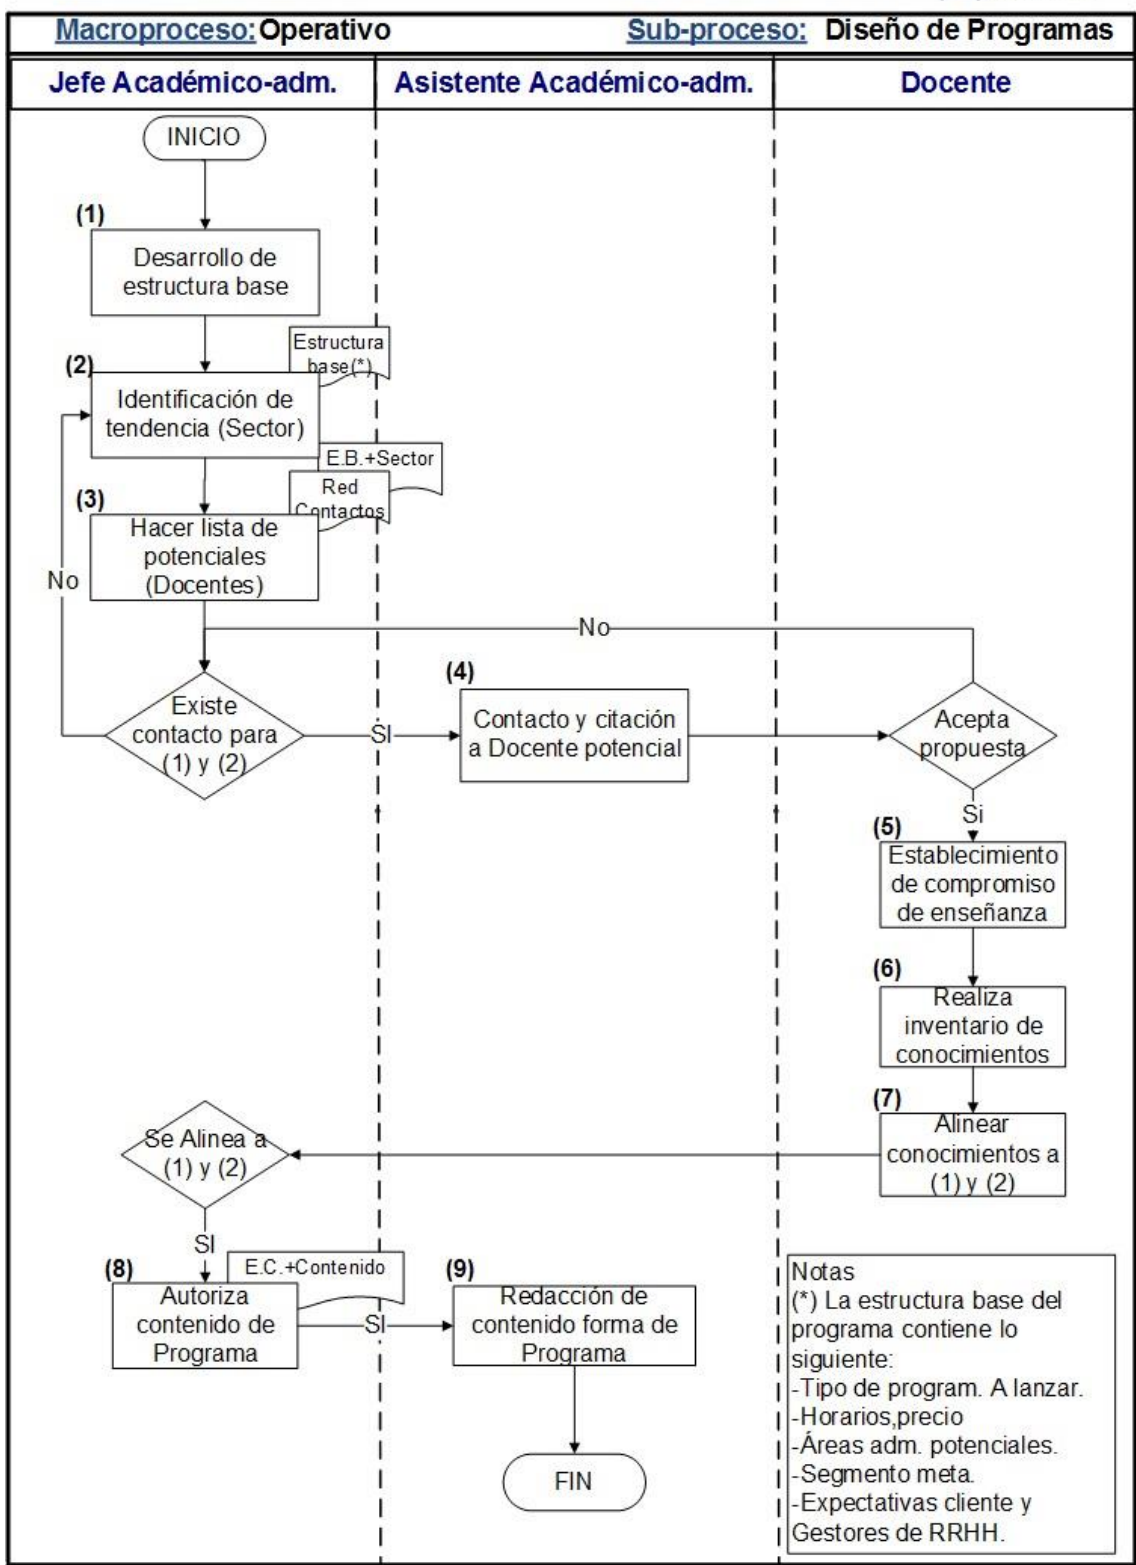 Macroproceso: Operativo Sub-proceso: Diseño de Programas
Jefe Académico-adm. Asistente Académico-adm. Docente
INICIO
(1)
Desarrollo de
estructura base
Estructura
base(*)
(2)
Identificación de
tendencia (Sector)
E.B.+Sector
Red
Contactos
(3)
Hacer lista de
potenciales
(Docentes)
No
No
Existe
contacto para
(1) y (2)
SI
(4)
Contacto y citación
a Docente potencial
Acepta
propuesta
Si
(5)
Establecimiento
de compromiso
de enseñanza
(6)
Realiza
inventario de
conocimientos
(7)
Alinear
conocimientos a
(1) y (2)
Se Alinea a
(1) y (2)
SI
(8)
E.C.+Contenido
Autoriza
contenido de
Programa
SI
(9)
Redacción de
contenido forma de
Programa
FIN
Notas
(*) La estructura base del
programa contiene lo
siguiente:
-Tipo de program. A lanzar.
-Horarios,precio
-Áreas adm. potenciales.
-Segmento meta.
-Expectativas cliente y
Gestores de RRHH.